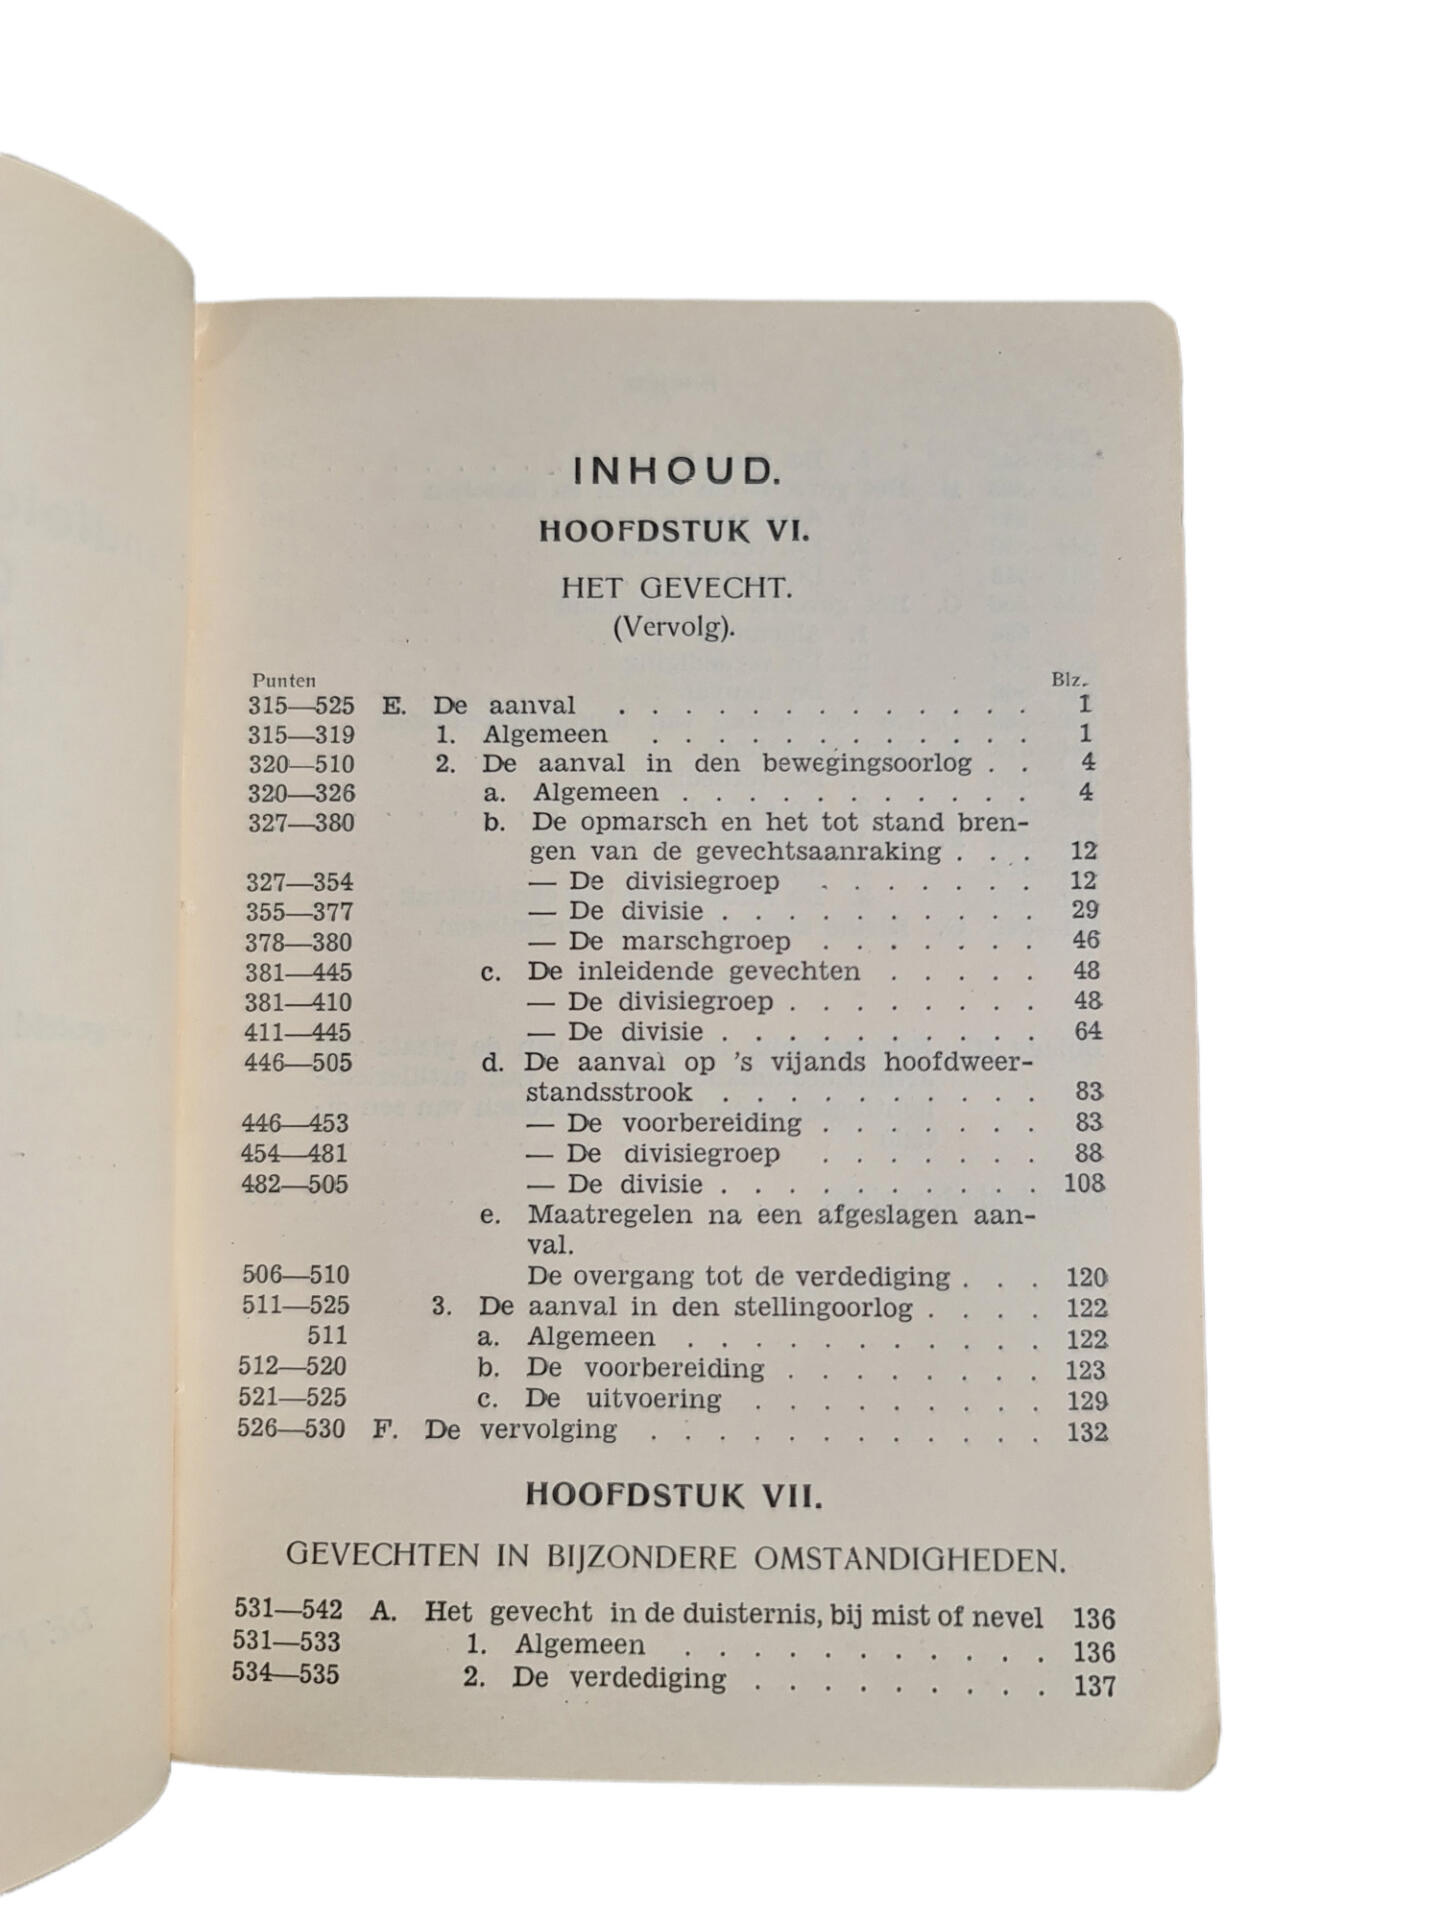 INHOUD.
HOOFDSTUK VI.
HET GEVECHT.
(Vervolg).
Punten Blz.
315—525 E. De aanval . . . . . . . . . . . . . 1
315—319 1. Algemeen . . . . . . . . . . . . 1
320—510 2. De aanval in den bewegingsoorlog . . 4
320—326 a. Algemeen . . . . . . . . . . . 4
327—380 b. De opmarsch en het tot stand bren-
gen van de gevechtsaanraking . . . 12
327—354 — De divisiegroep . . . . . . . 12
355—377 — De divisie . . . . . . . . . . 29
378—380 — De marschgroep . . . . . . . 46
381—445 c. De inleidende gevechten . . . . . 48
381—410 — De divisiegroep . . . . . . . . 48
411—445 — De divisie . . . . . . . . . . 64
446—505 d. De aanval op 's vijands hoofdweer-
standsstrook . . . . . . . . . . 83
446—453 — De voorbereiding . . . . . . . 83
454—481 — De divisiegroep . . . . . . . 88
482—505 — De divisie . . . . . . . . . . 108
e. Maatregelen na een afgeslagen aan-
val.
506—510 De overgang tot de verdediging . . . 120
511—525 3. De aanval in den stellingoorlog . . . . 122
511 a. Algemeen . . . . . . . . . . . 122
512—520 b. De voorbereiding . . . . . . . . 123
521—525 c. De uitvoering . . . . . . . . . 129
526—530 F. De vervolging . . . . . . . . . . . . 132
HOOFDSTUK VII.
GEVECHTEN IN BIJZONDERE OMSTANDIGHEDEN.
531—542 A. Het gevecht in de duisternis, bij mist of nevel 136
531—533 1. Algemeen . . . . . . . . . . . 136
534—535 2. De verdediging . . . . . . . . . 137